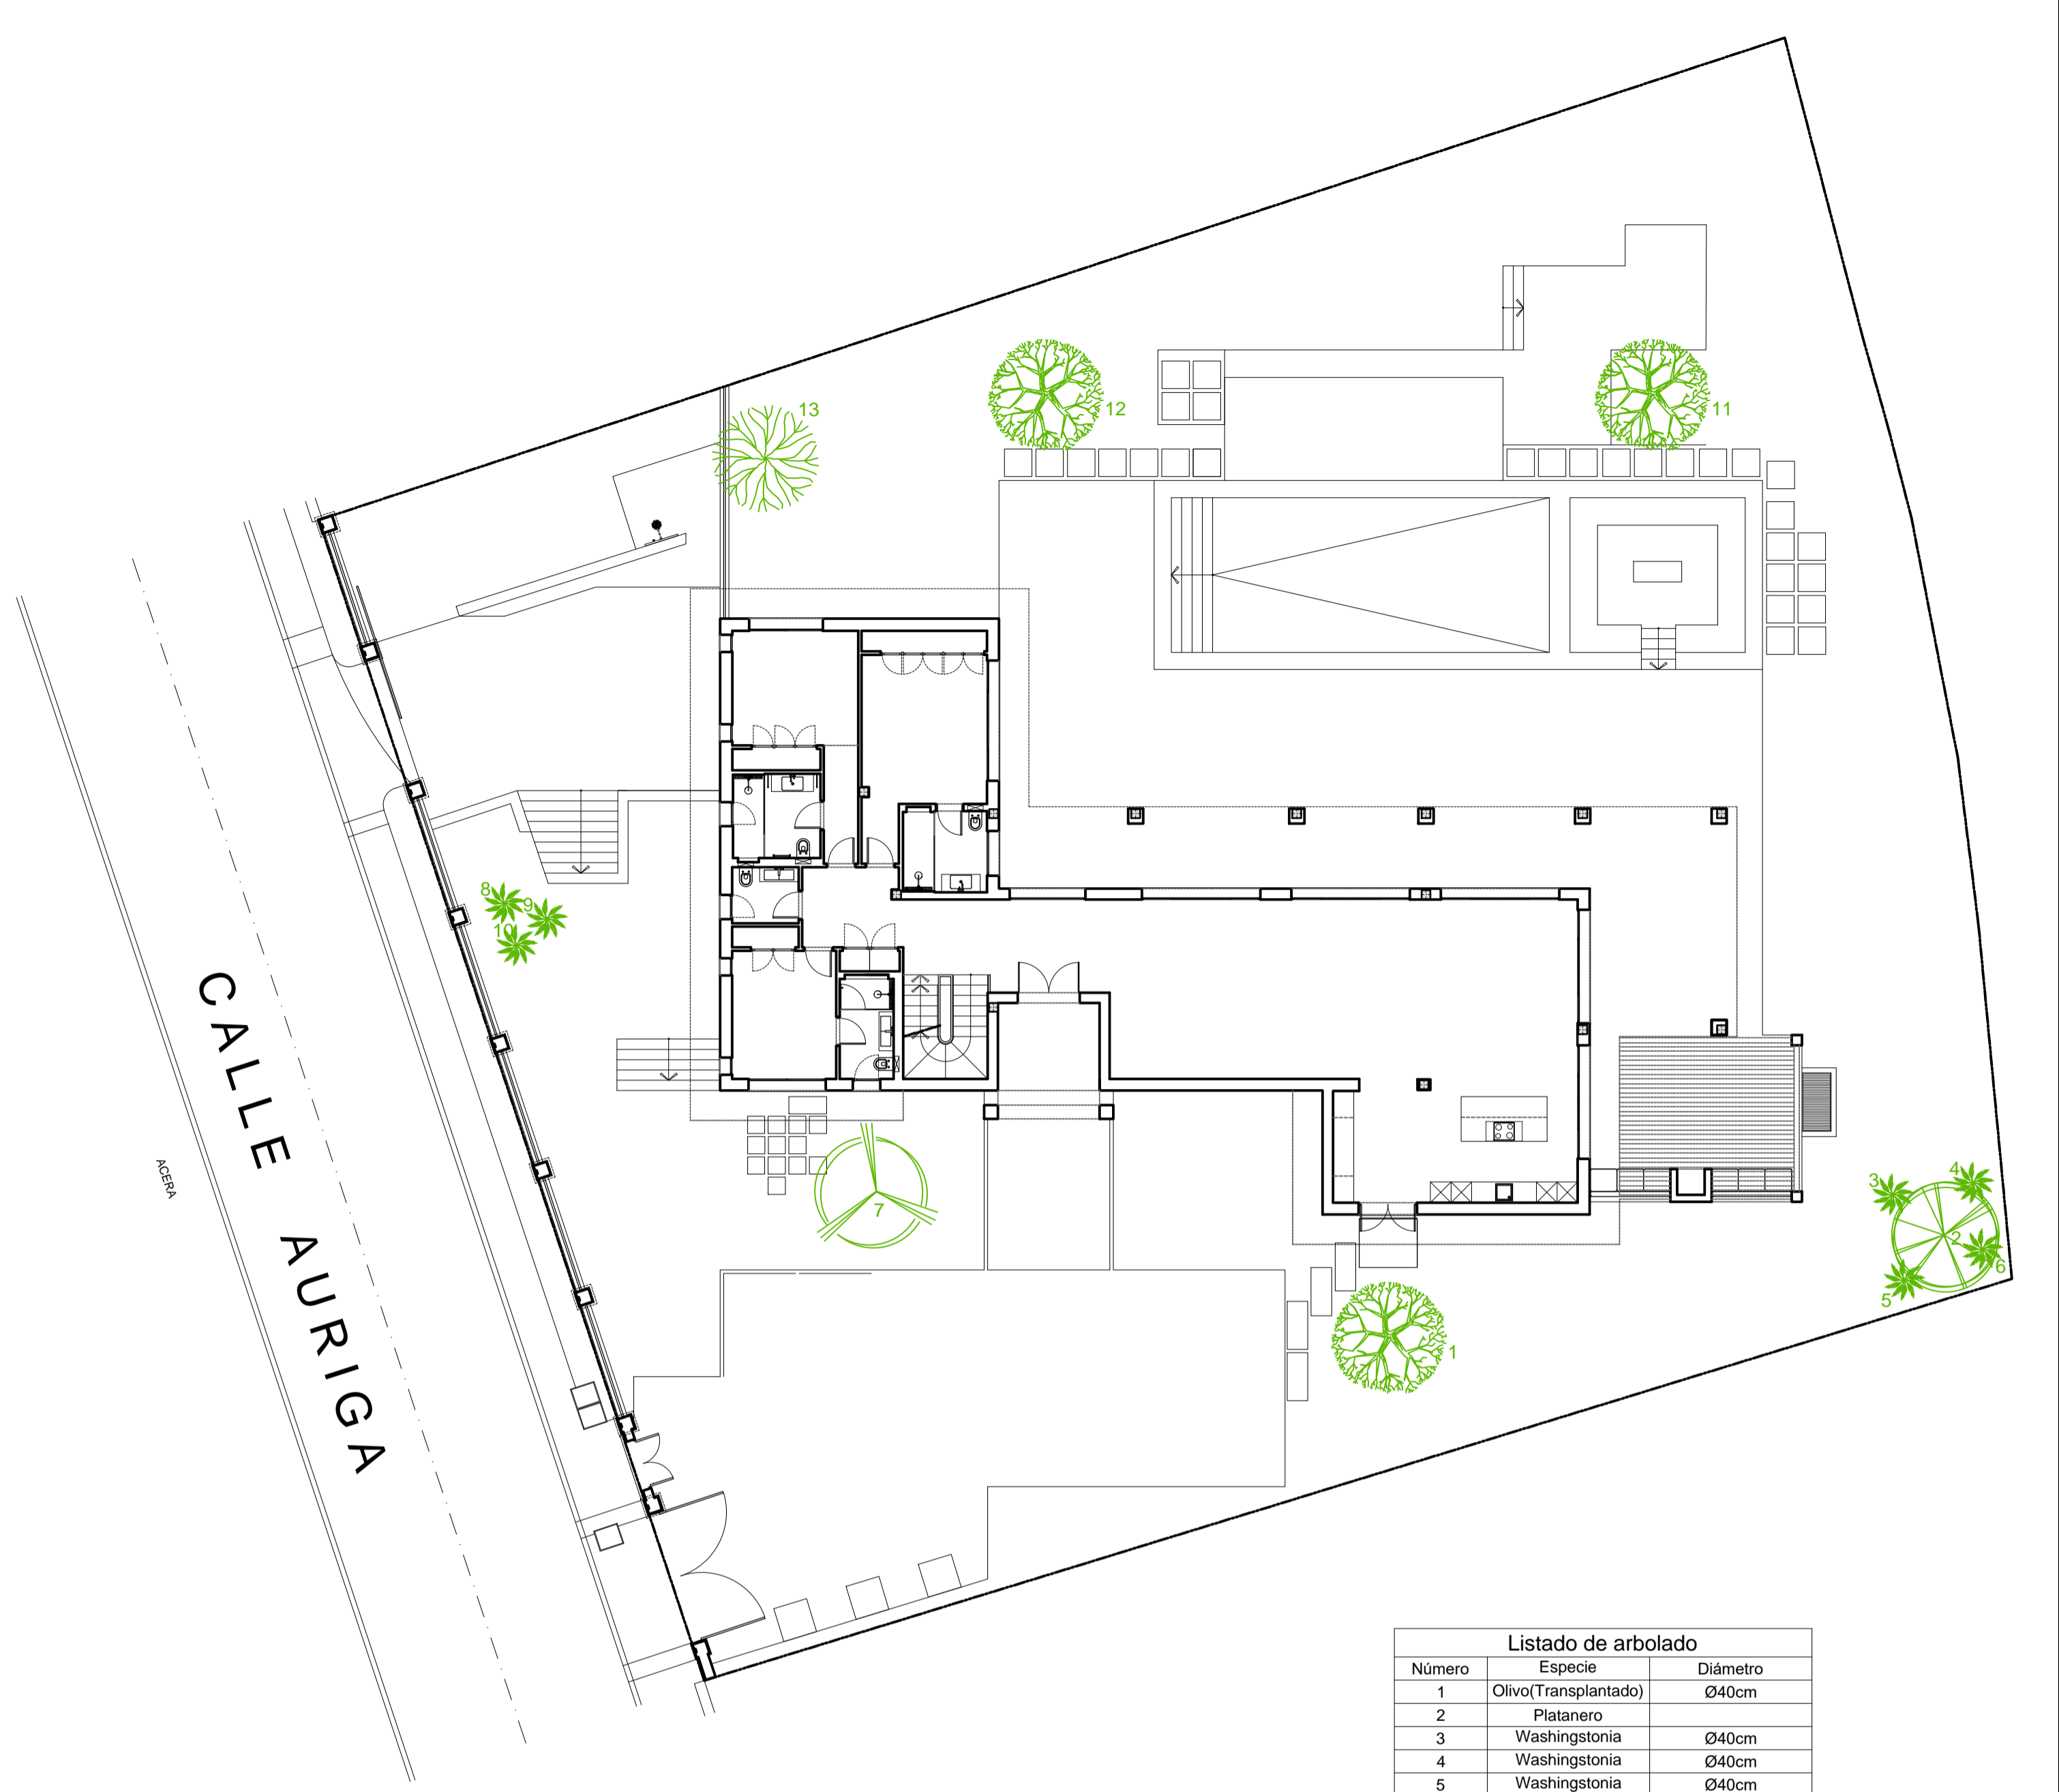 13
12
11
8
9
10
CALLE AURIGA
ACERA
7
3
4
2
6
5
1
Listado de arbolado
Número Especie Diámetro
1 Olivo(Transplantado) Ø40cm
2 Platanero
3 Washingstonia Ø40cm
4 Washingstonia Ø40cm
5 Washingstonia Ø40cm